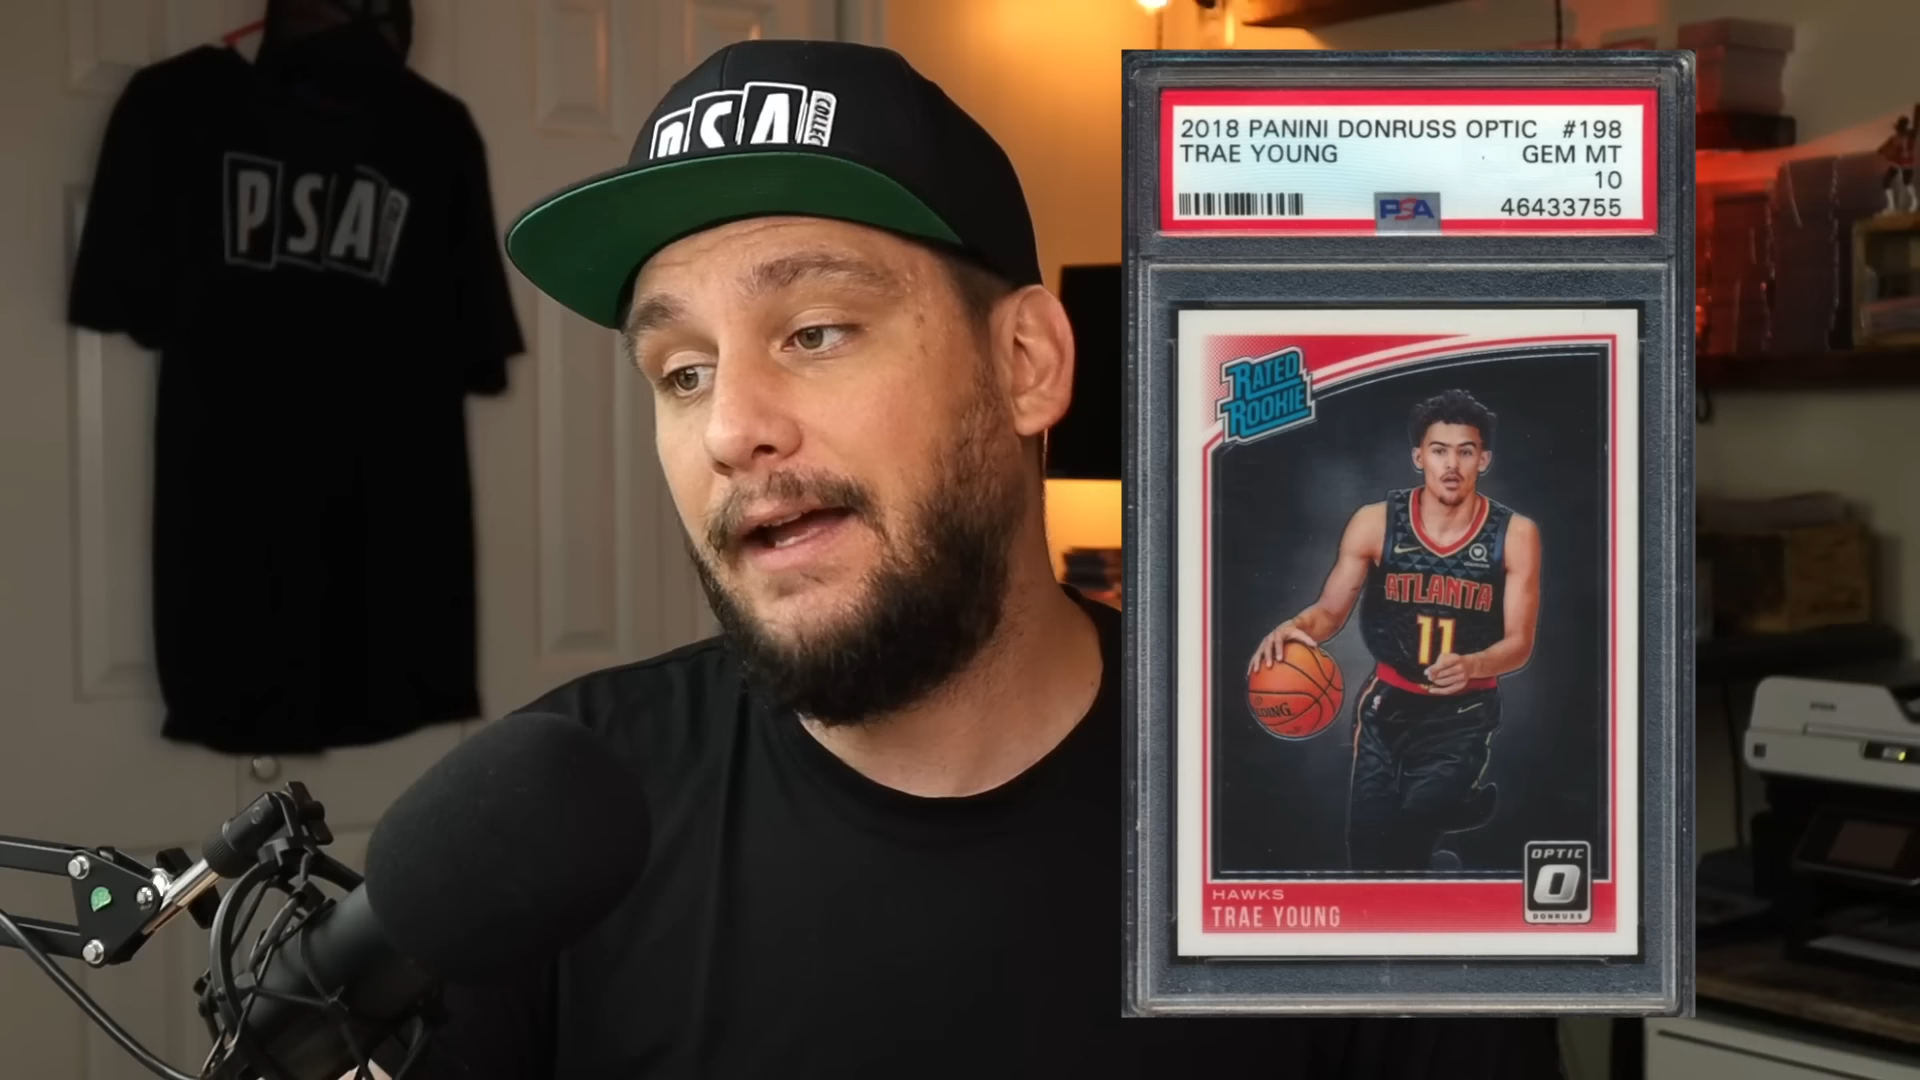 PSA
PSA
2018 PANINI DONRUSS OPTIC #198
TRAE YOUNG GEM MT
10
PSA 46433755
RATED
ROOKIE
ATLANTA
11
OPTIC
DONRUSS
HAWKS
TRAE YOUNG